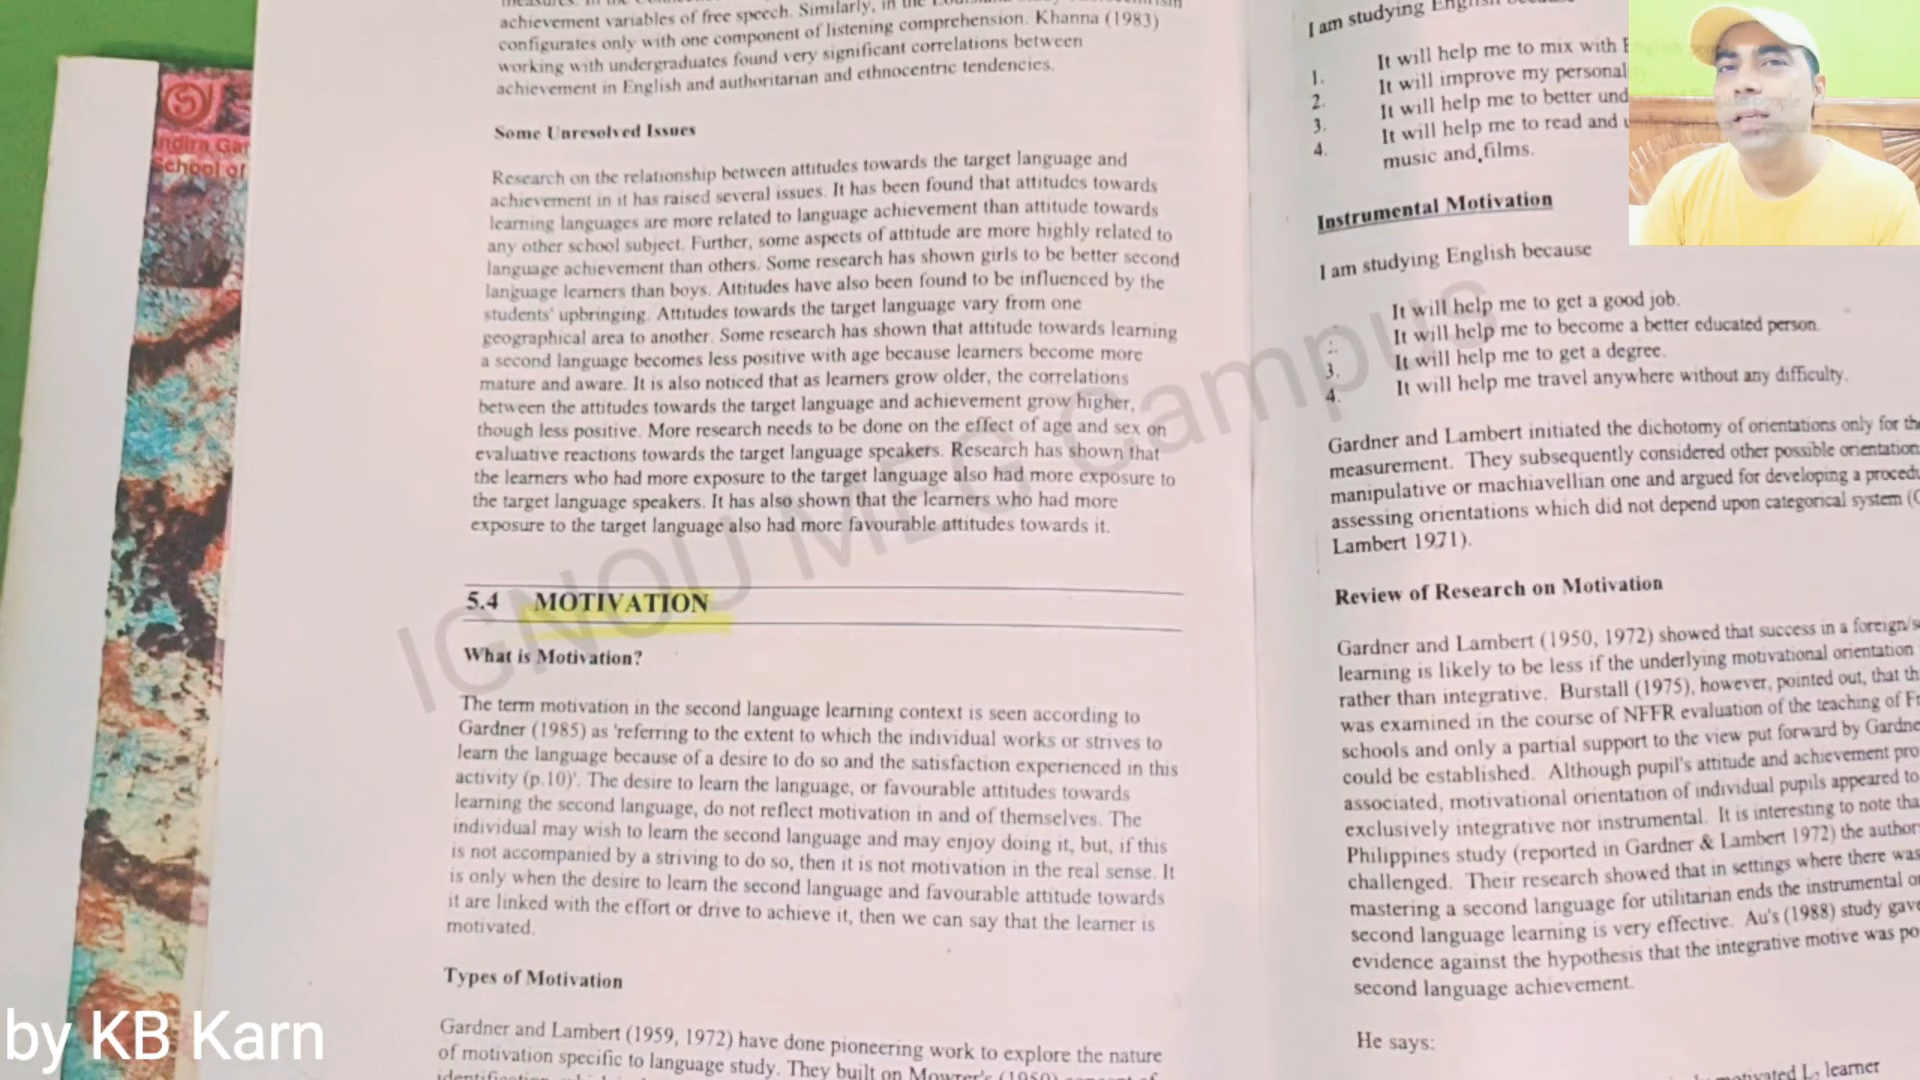 achievement variables of free speech. Similarly, in the
configurates only with one component of listening comprehension. Khanna (1983)
working with undergraduates found very significant correlations between
achievement in English and authoritarian and ethnocentric tendencies.
Some Unresolved Issues
Research on the relationship between attitudes towards the target language and
achievement in it has raised several issues. It has been found that attitudes towards
learning languages are more related to language achievement than attitude towards
any other school subject. Further, some aspects of attitude are more highly related to
language achievement than others. Some research has shown girls to be better second
language learners than boys. Attitudes have also been found to be influenced by the
students' upbringing. Attitudes towards the target language vary from one
geographical area to another. Some research has shown that attitude towards learning
a second language becomes less positive with age because learners become more
mature and aware. It is also noticed that as learners grow older, the correlations
between the attitudes towards the target language and achievement grow higher,
though less positive. More research needs to be done on the effect of age and sex on
evaluative reactions towards the target language speakers. Research has shown that
the learners who had more exposure to the target language also had more exposure to
the target language speakers. It has also shown that the learners who had more
exposure to the target language also had more favourable attitudes towards it.
5.4 MOTIVATION
What is Motivation?
The term motivation in the second language learning context is seen according to
Gardner (1985) as 'referring to the extent to which the individual works or strives to
learn the language because of a desire to do so and the satisfaction experienced in this
activity (p.10)'. The desire to learn the language, or favourable attitudes towards
learning the second language, do not reflect motivation in and of themselves. The
individual may wish to learn the second language and may enjoy doing it, but, if this
is not accompanied by a striving to do so, then it is not motivation in the real sense. It
is only when the desire to learn the second language and favourable attitude towards
it are linked with the effort or drive to achieve it, then we can say that the learner is
motivated.
Types of Motivation
Gardner and Lambert (1959, 1972) have done pioneering work to explore the nature
of motivation specific to language study. They built on Mowrer's (1950)
I am studying English because
1. It will help me to mix with
2. It will improve my
3. It will help me to better
4. It will help me to read and
music and films.
Instrumental Motivation
I am studying English because
It will help me to get a good job.
It will help me to become a better educated person.
3. It will help me to get a degree.
4. It will help me travel anywhere without any difficulty.
Gardner and Lambert initiated the dichotomy of orientations only for
measurement. They subsequently considered other possible
manipulative or machiavellian one and argued for developing a
assessing orientations which did not depend upon categorical system
Lambert 1971).
Review of Research on Motivation
Gardner and Lambert (1950, 1972) showed that success in a foreign/
learning is likely to be less if the underlying motivational orientation
rather than integrative. Burstall (1975), however, pointed out, that
was examined in the course of NFFR evaluation of the teaching of
schools and only a partial support to the view put forward by
could be established. Although pupil's attitude and achievement
associated, motivational orientation of individual pupils appeared to
exclusively integrative nor instrumental. It is interesting to note
Philippines study (reported in Gardner & Lambert 1972) the
challenged. Their research showed that in settings where there was
mastering a second language for utilitarian ends the instrumental
second language learning is very effective. Au's (1988) study gave
evidence against the hypothesis that the integrative motive was
second language achievement.
He says:
motivated L2 learner
IGNOU MEG Campus
School of
by KB Karn